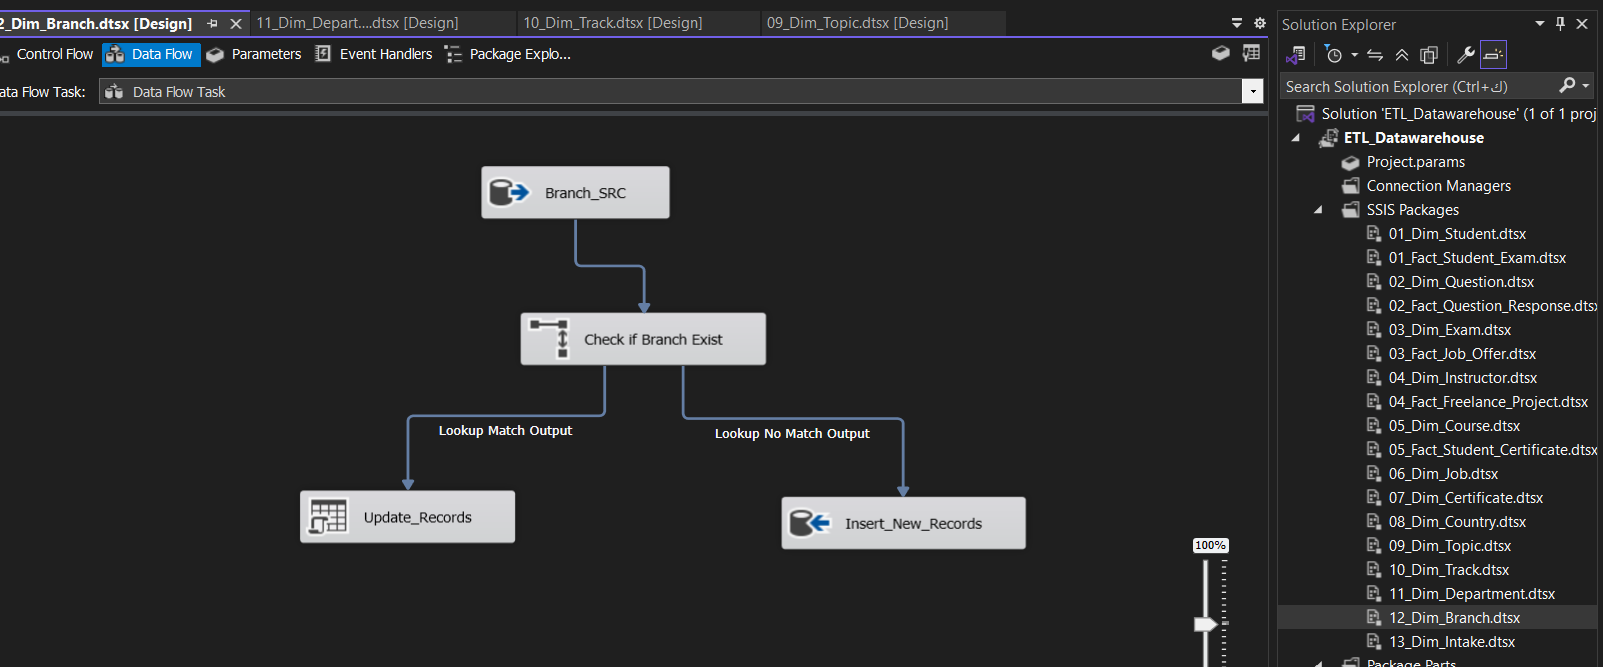 2_Dim_Branch.dtsx [Design] 11_Dim_Depart....dtsx [Design] 10_Dim_Track.dtsx [Design] 09_Dim_Topic.dtsx [Design]
Control Flow Data Flow Parameters Event Handlers Package Explo...
ata Flow Task: Data Flow Task
Branch_SRC
Check if Branch Exist
Lookup Match Output
Lookup No Match Output
Update_Records
Insert_New_Records
100%
Solution Explorer
Search Solution Explorer (Ctrl+ك)
Solution 'ETL_Datawarehouse' (1 of 1 proj
ETL_Datawarehouse
Project.params
Connection Managers
SSIS Packages
01_Dim_Student.dtsx
01_Fact_Student_Exam.dtsx
02_Dim_Question.dtsx
02_Fact_Question_Response.dtsx
03_Dim_Exam.dtsx
03_Fact_Job_Offer.dtsx
04_Dim_Instructor.dtsx
04_Fact_Freelance_Project.dtsx
05_Dim_Course.dtsx
05_Fact_Student_Certificate.dtsx
06_Dim_Job.dtsx
07_Dim_Certificate.dtsx
08_Dim_Country.dtsx
09_Dim_Topic.dtsx
10_Dim_Track.dtsx
11_Dim_Department.dtsx
12_Dim_Branch.dtsx
13_Dim_Intake.dtsx
Package Parts